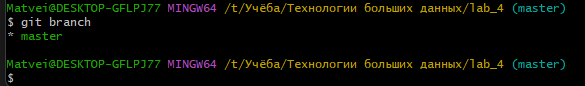 Matvei@DESKTOP-GFLPJ77 MINGW64 /t/Учёба/Технологии больших данных/lab_4 (master)
$ git branch
* master
Matvei@DESKTOP-GFLPJ77 MINGW64 /t/Учёба/Технологии больших данных/lab_4 (master)
$